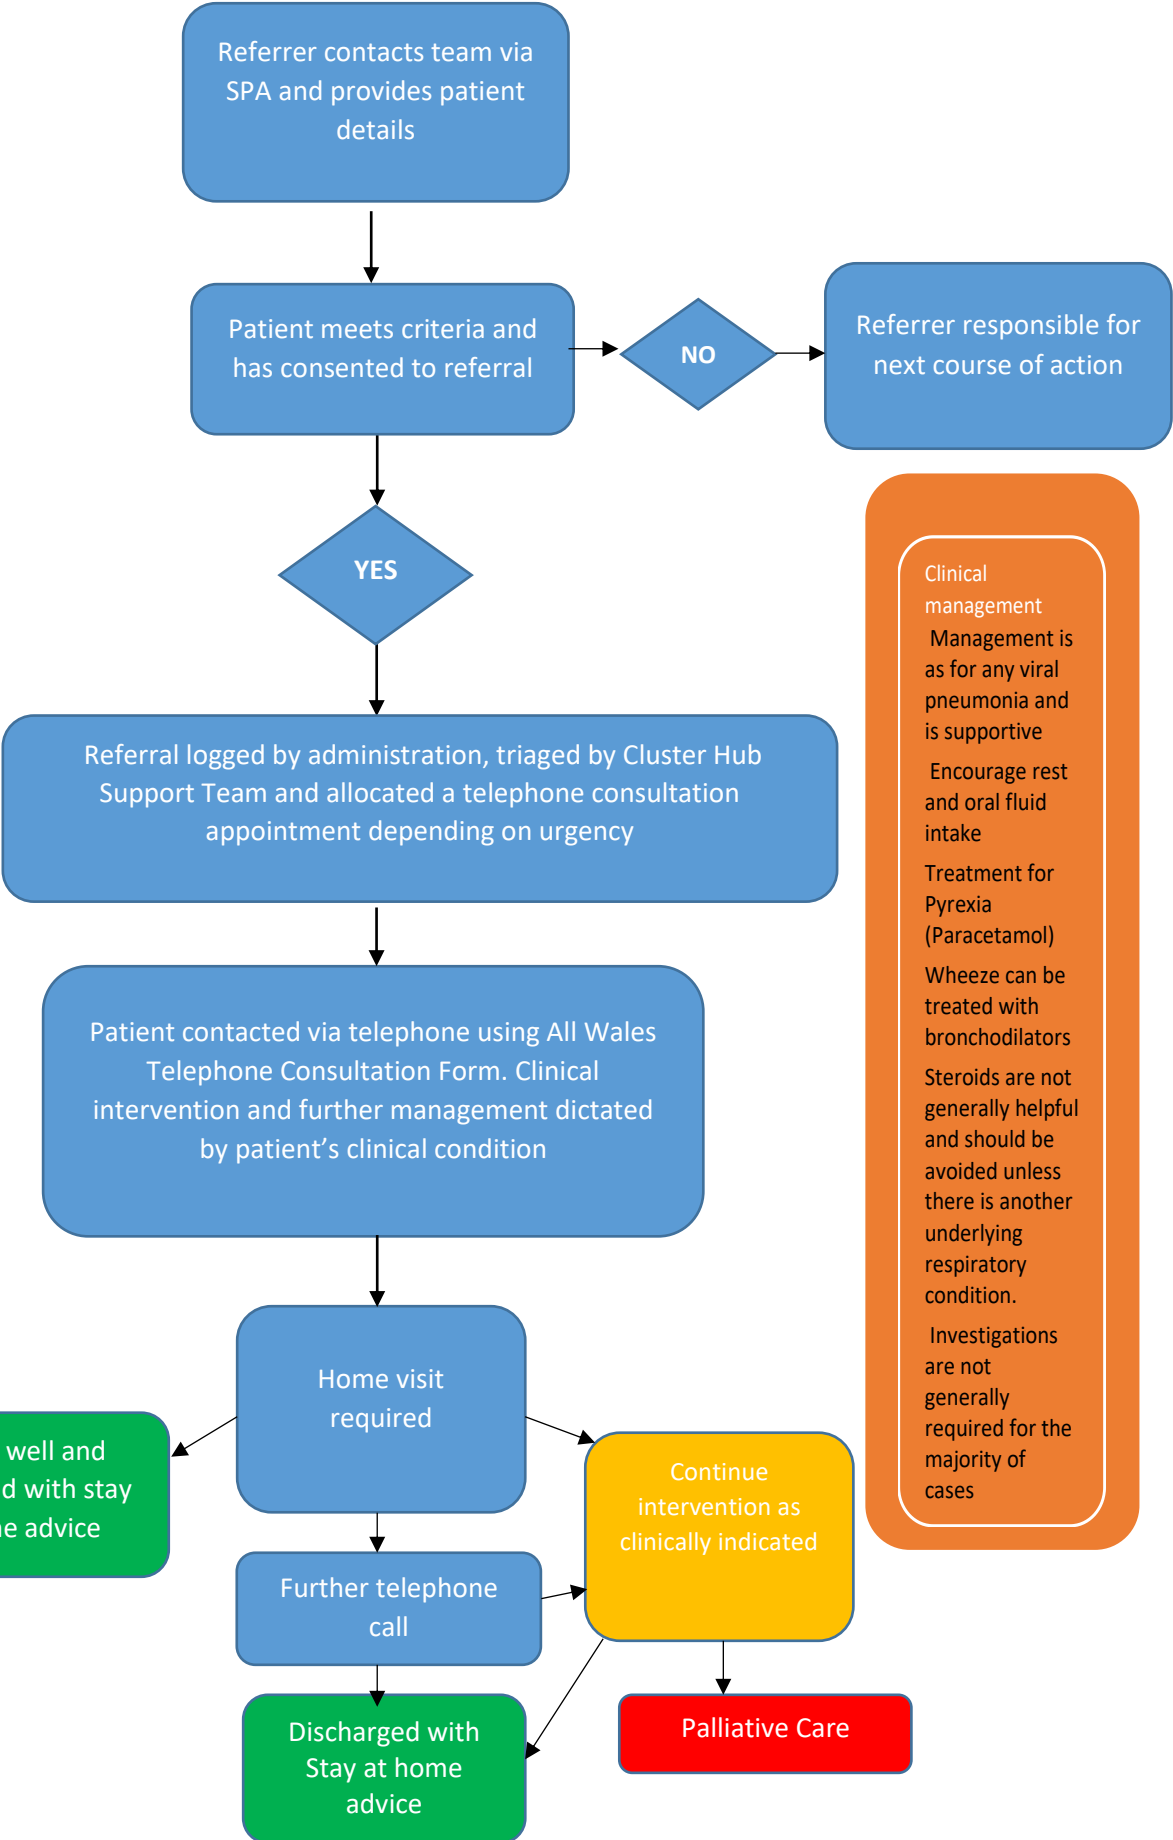 Referrer contacts team via
SPA and provides patient
details
Patient meets criteria and
has consented to referral
NO
Referrer responsible for
next course of action
YES
Referral logged by administration, triaged by Cluster Hub
Support Team and allocated a telephone consultation
appointment depending on urgency
Patient contacted via telephone using All Wales
Telephone Consultation Form. Clinical
intervention and further management dictated
by patient’s clinical condition
Home visit
required
well and
d with stay
e advice
Continue
intervention as
clinically indicated
Further telephone
call
Discharged with
Stay at home
advice
Palliative Care
Clinical
management
Management is
as for any viral
pneumonia and
is supportive
Encourage rest
and oral fluid
intake
Treatment for
Pyrexia
(Paracetamol)
Wheeze can be
treated with
bronchodilators
Steroids are not
generally helpful
and should be
avoided unless
there is another
underlying
respiratory
condition.
Investigations
are not
generally
required for the
majority of
cases